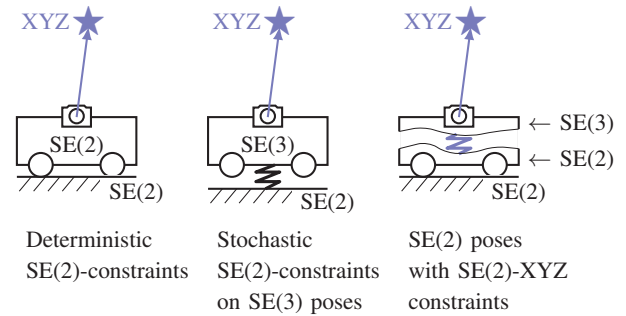 XYZ
XYZ
XYZ
SE(2)
SE(3)
← SE(3)
← SE(2)
SE(2)
SE(2)
SE(2)
Deterministic
SE(2)-constraints
Stochastic
SE(2)-constraints
on SE(3) poses
SE(2) poses
with SE(2)-XYZ
constraints